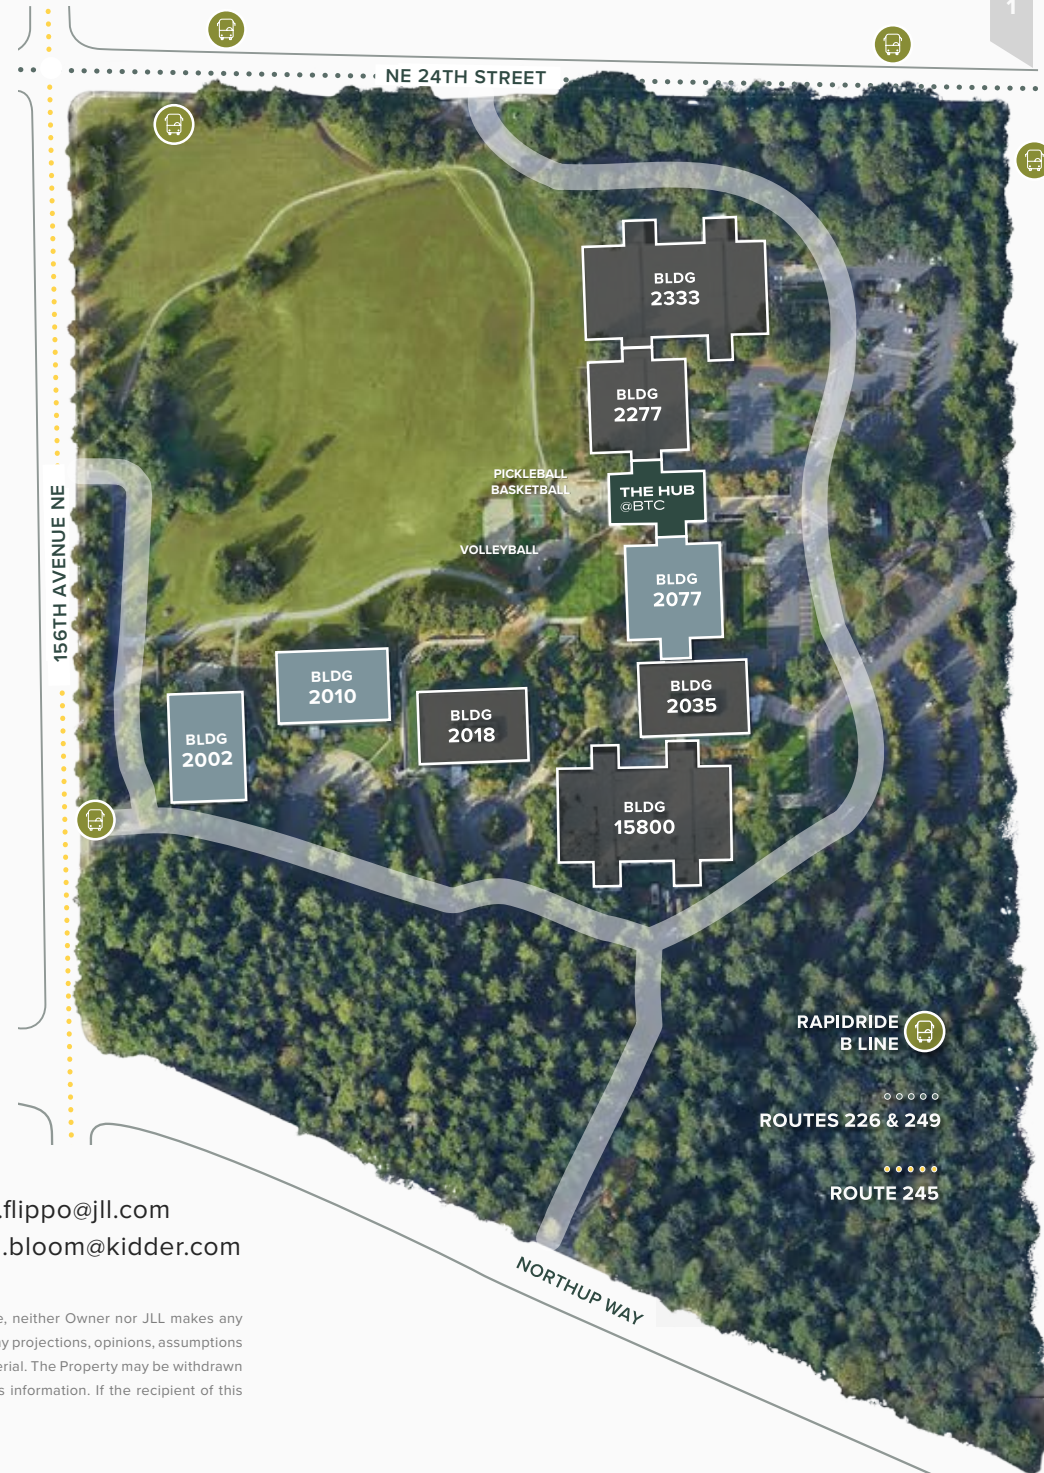 1
NE 24TH STREET
BLDG
2333
BLDG
2277
PICKLEBALL
BASKETBALL
THE HUB
@BTC
VOLLEYBALL
156TH AVENUE NE
BLDG
2077
BLDG
2010
BLDG
2035
BLDG
2018
BLDG
2002
BLDG
15800
RAPIDRIDE
B LINE
ROUTES 226 & 249
ROUTE 245
.flippo@jll.com
.bloom@kidder.com
NORTHUP WAY
e, neither Owner nor JLL makes any
y projections, opinions, assumptions
erial. The Property may be withdrawn
s information. If the recipient of this